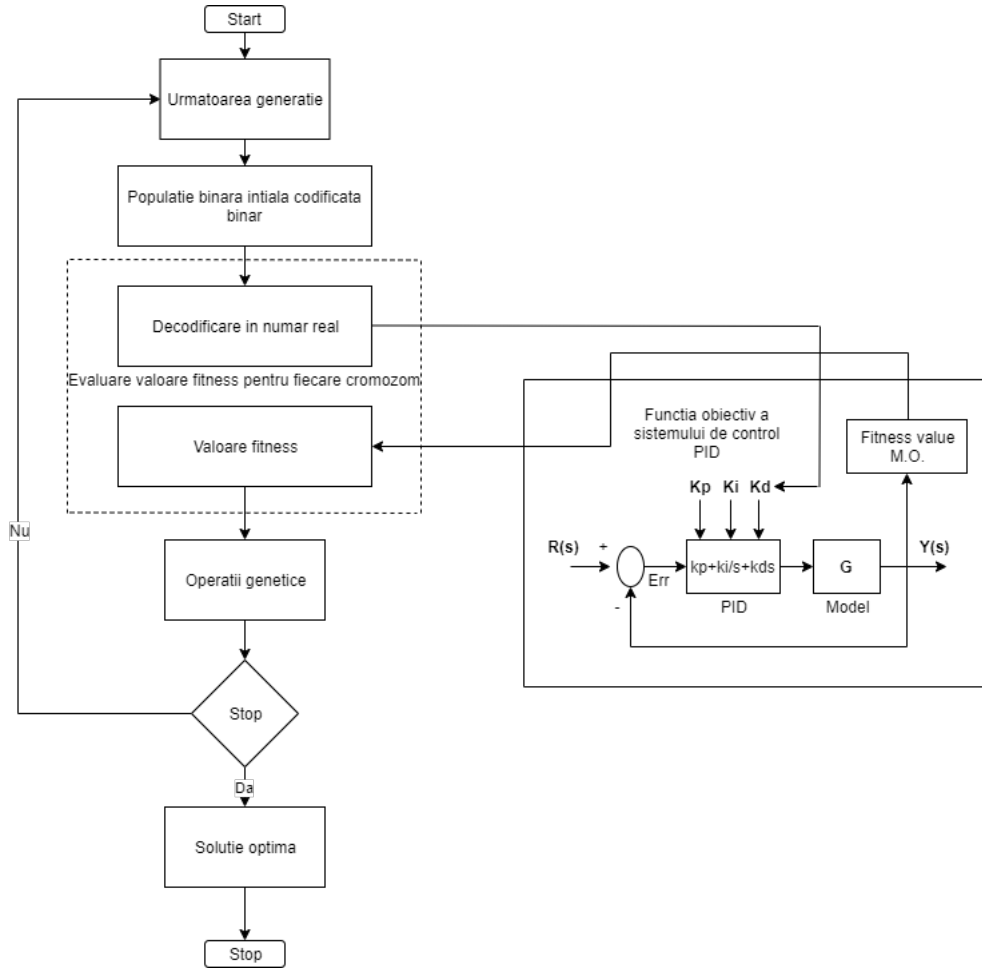 Start
Urmatoarea generatie
Populatie binara intiala codificata
binar
Decodificare in numar real
Evaluare valoare fitness pentru fiecare cromozom
Valoare fitness
Operatii genetice
Stop
Nu
Da
Solutie optima
Stop
Functia obiectiv a
sistemului de control
PID
Fitness value
M.O.
Kp Ki Kd
R(s) + Err kp+ki/s+kds G Y(s)
-
PID Model